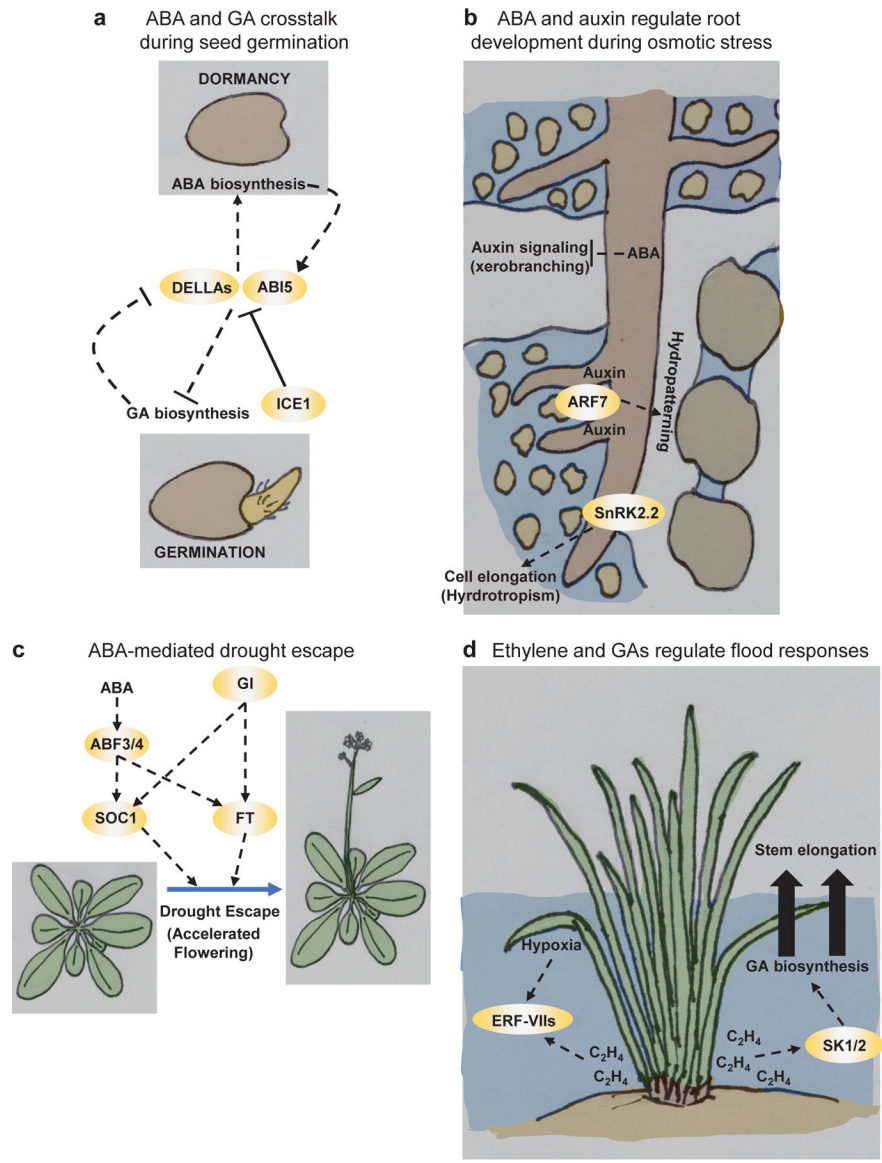 a
ABA and GA crosstalk
during seed germination
DORMANCY
ABA biosynthesis
DELLAs
ABI5
GA biosynthesis
ICE1
GERMINATION
b
ABA and auxin regulate root
development during osmotic stress
Auxin signaling
(xerobranching)
ABA
Auxin
ARF7
Auxin
Hydropatterning
SnRK2.2
Cell elongation
(Hyrdrotropism)
c
ABA-mediated drought escape
ABA
GI
ABF3/4
SOC1
FT
Drought Escape
(Accelerated
Flowering)
d
Ethylene and GAs regulate flood responses
Stem elongation
Hypoxia
GA biosynthesis
ERF-VIIs
SK1/2
C₂H₄
C₂H₄
C₂H₄
C₂H₄
C₂H₄